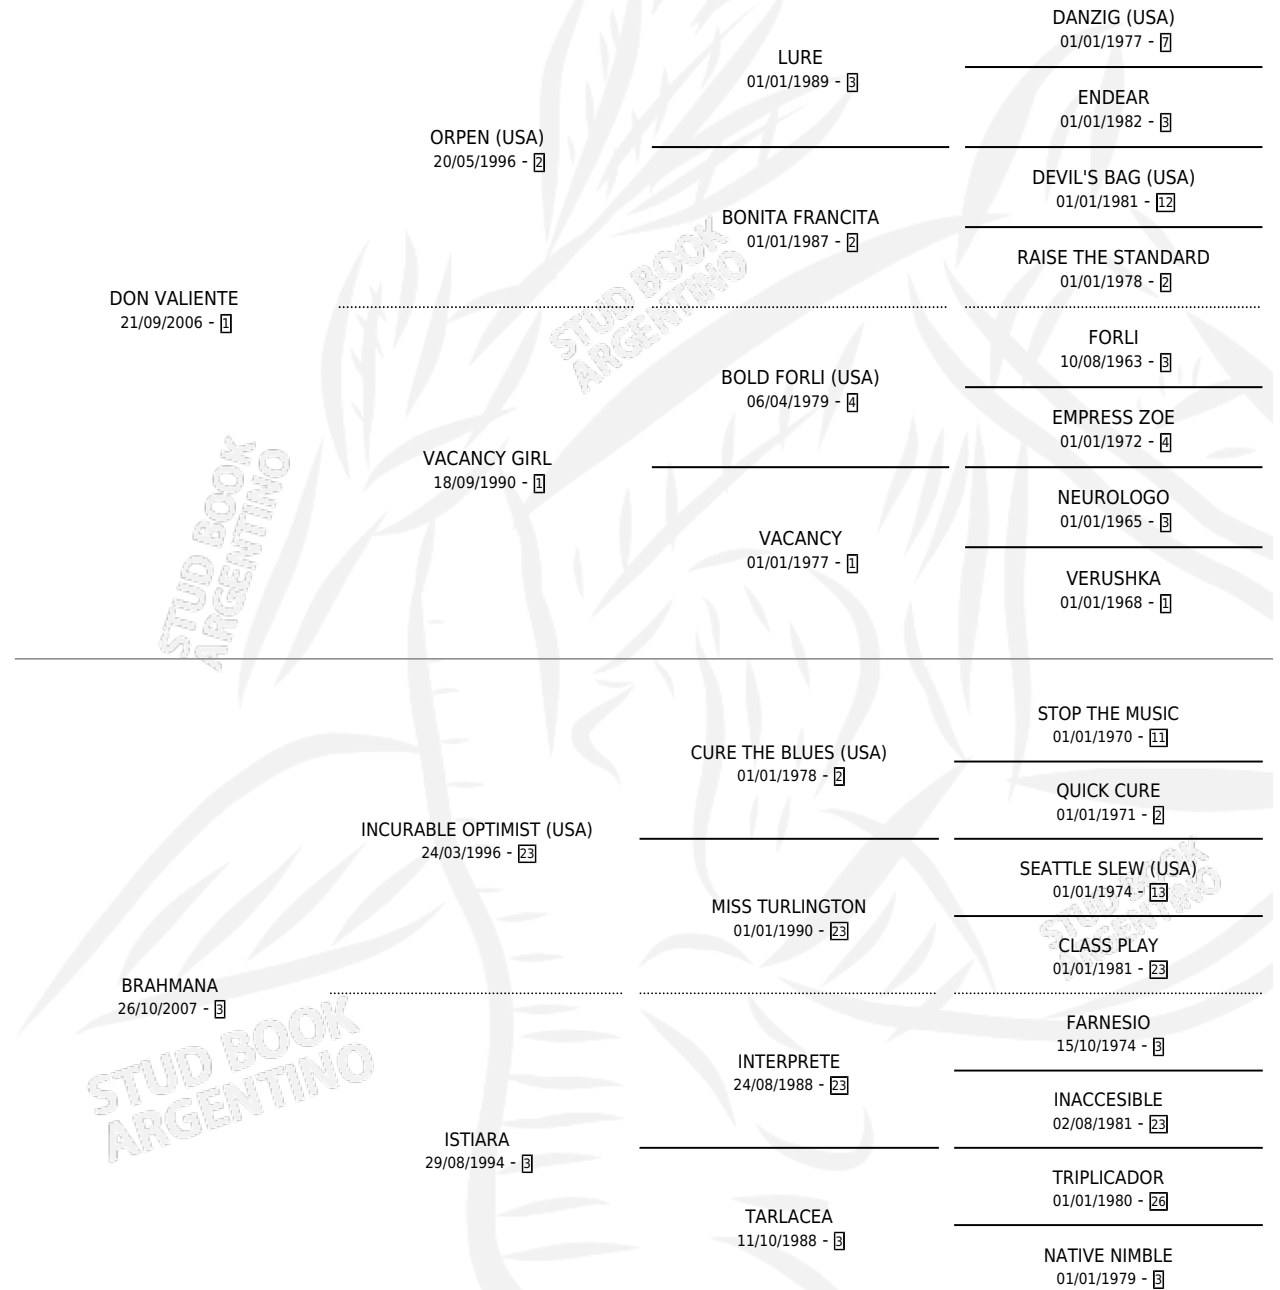 DANZIG (USA)
01/01/1977 - 7
LURE
01/01/1989 - 3
ENDEAR
01/01/1982 - 3
ORPEN (USA)
20/05/1996 - 2
DEVIL'S BAG (USA)
01/01/1981 - 12
BONITA FRANCITA
01/01/1987 - 2
RAISE THE STANDARD
01/01/1978 - 2
DON VALIENTE
21/09/2006 - 1
STUD BOOK
ARGENTINO
FORLI
10/08/1963 - 3
BOLD FORLI (USA)
06/04/1979 - 4
EMPRESS ZOE
01/01/1972 - 4
VACANCY GIRL
18/09/1990 - 1
NEUROLOGO
01/01/1965 - 3
VACANCY
01/01/1977 - 1
VERUSHKA
01/01/1968 - 1
STUD BOOK
ARGENTINO
STOP THE MUSIC
01/01/1970 - 11
CURE THE BLUES (USA)
01/01/1978 - 2
QUICK CURE
01/01/1971 - 2
INCURABLE OPTIMIST (USA)
24/03/1996 - 23
SEATTLE SLEW (USA)
01/01/1974 - 13
MISS TURLINGTON
01/01/1990 - 23
STUD BOOK
ARGENTINO
CLASS PLAY
01/01/1981 - 23
BRAHMANA
26/10/2007 - 3
STUD BOOK
ARGENTINO
FARNESIO
15/10/1974 - 3
INTERPRETE
24/08/1988 - 23
INACCESIBLE
02/08/1981 - 23
ISTIARA
29/08/1994 - 3
TRIPLICADOR
01/01/1980 - 26
TARLACEA
11/10/1988 - 3
NATIVE NIMBLE
01/01/1979 - 3